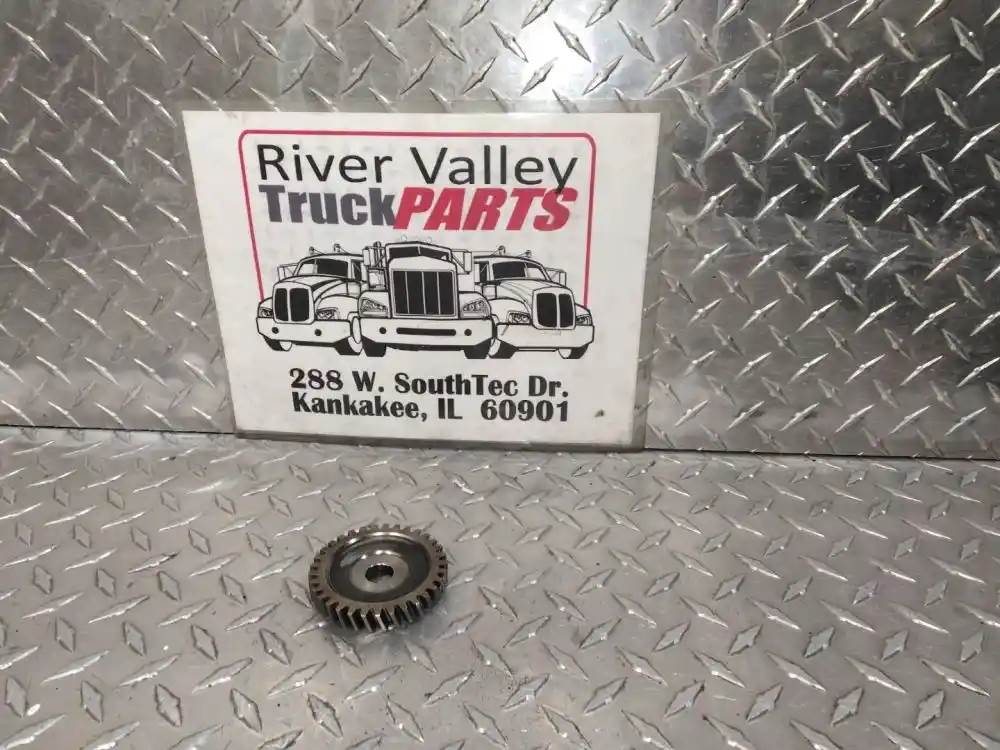 River Valley
TruckPARTS
288 W. SouthTec Dr.
Kankakee, IL 60901